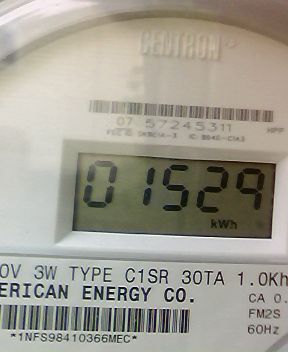 CENTRON®
07 57245311
HPP
01529
kWh
0V 3W TYPE C1SR 30TA 1.0Kh
ERICAN ENERGY CO.
CA 0.
FM2S
60Hz
*1NFS98410366MEC*